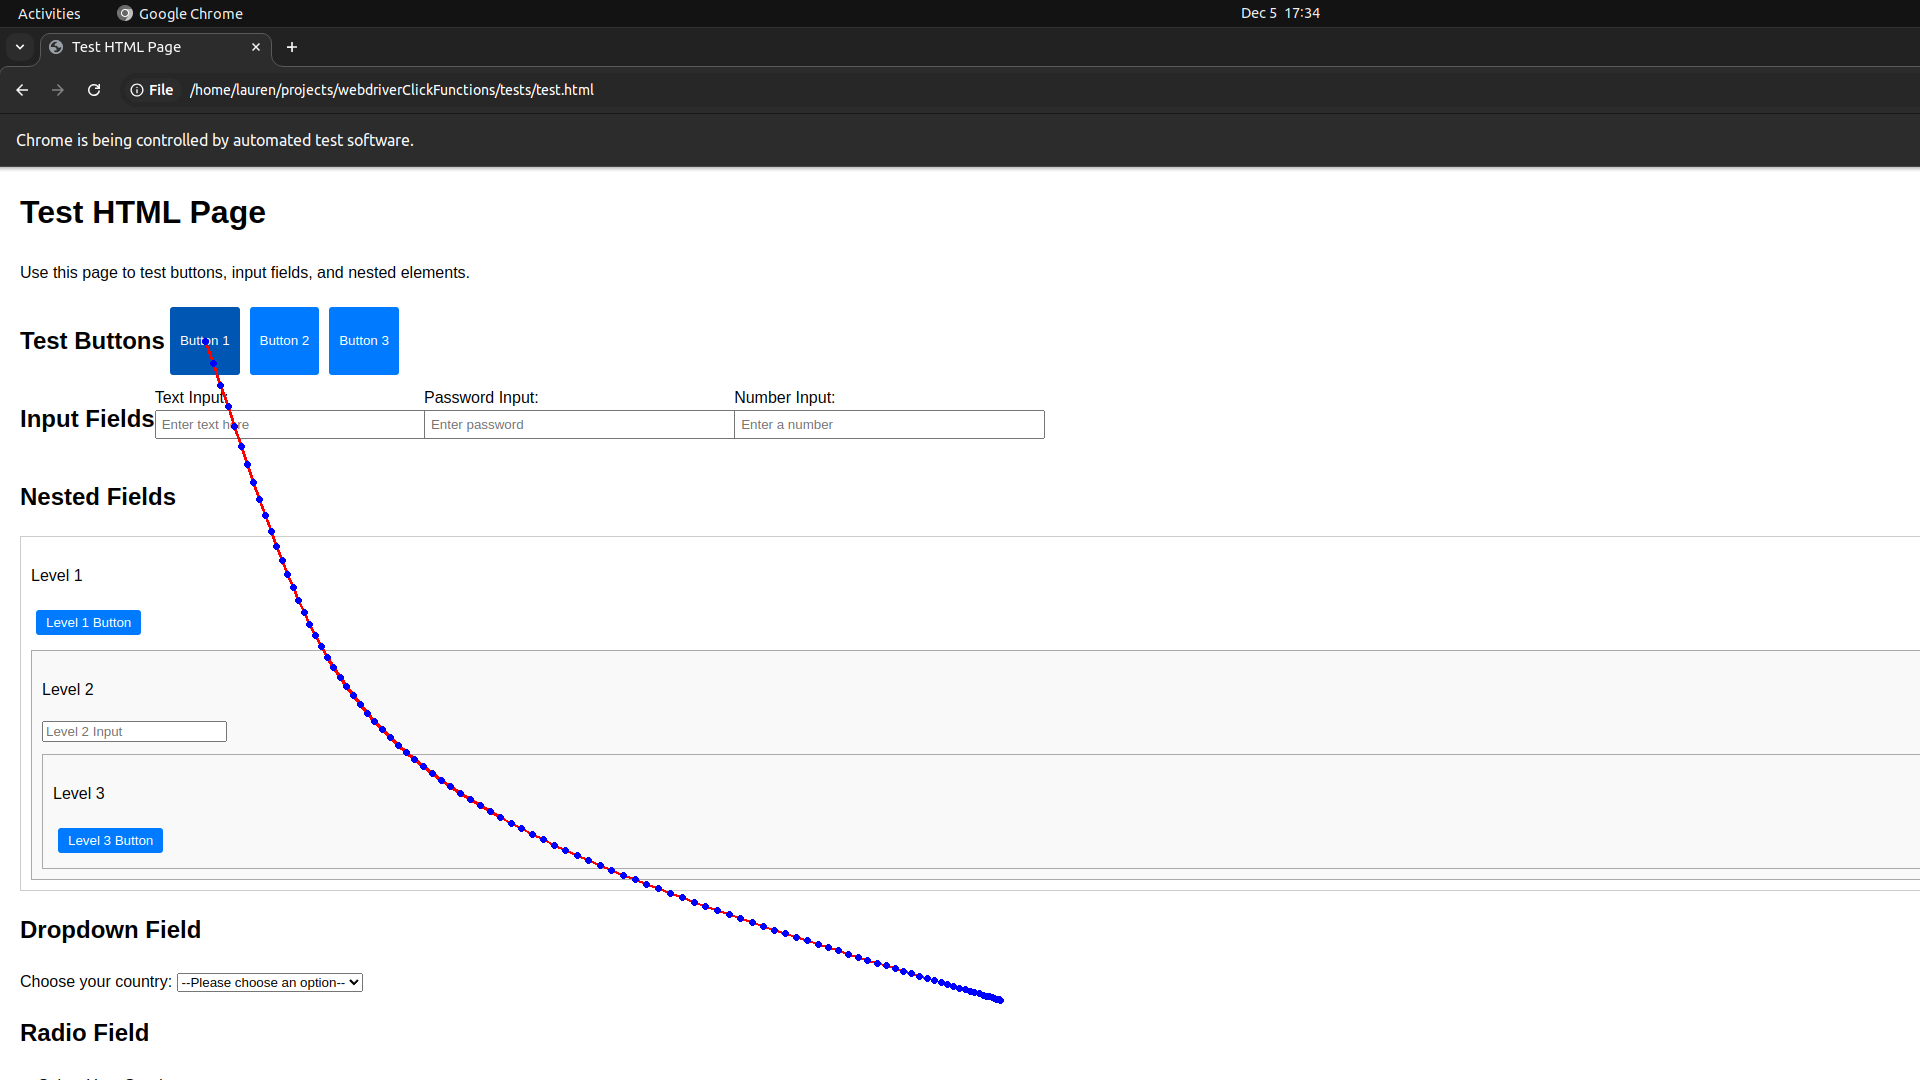 Activities Google Chrome Dec 5 17:34
Test HTML Page
File /home/lauren/projects/webdriverClickFunctions/tests/test.html
Chrome is being controlled by automated test software.
Test HTML Page
Use this page to test buttons, input fields, and nested elements.
Test Buttons Button 1 Button 2 Button 3
Text Input: Password Input: Number Input:
Input Fields Enter text here Enter password Enter a number
Nested Fields
Level 1
Level 1 Button
Level 2
Level 2 Input
Level 3
Level 3 Button
Dropdown Field
Choose your country: --Please choose an option--
Radio Field